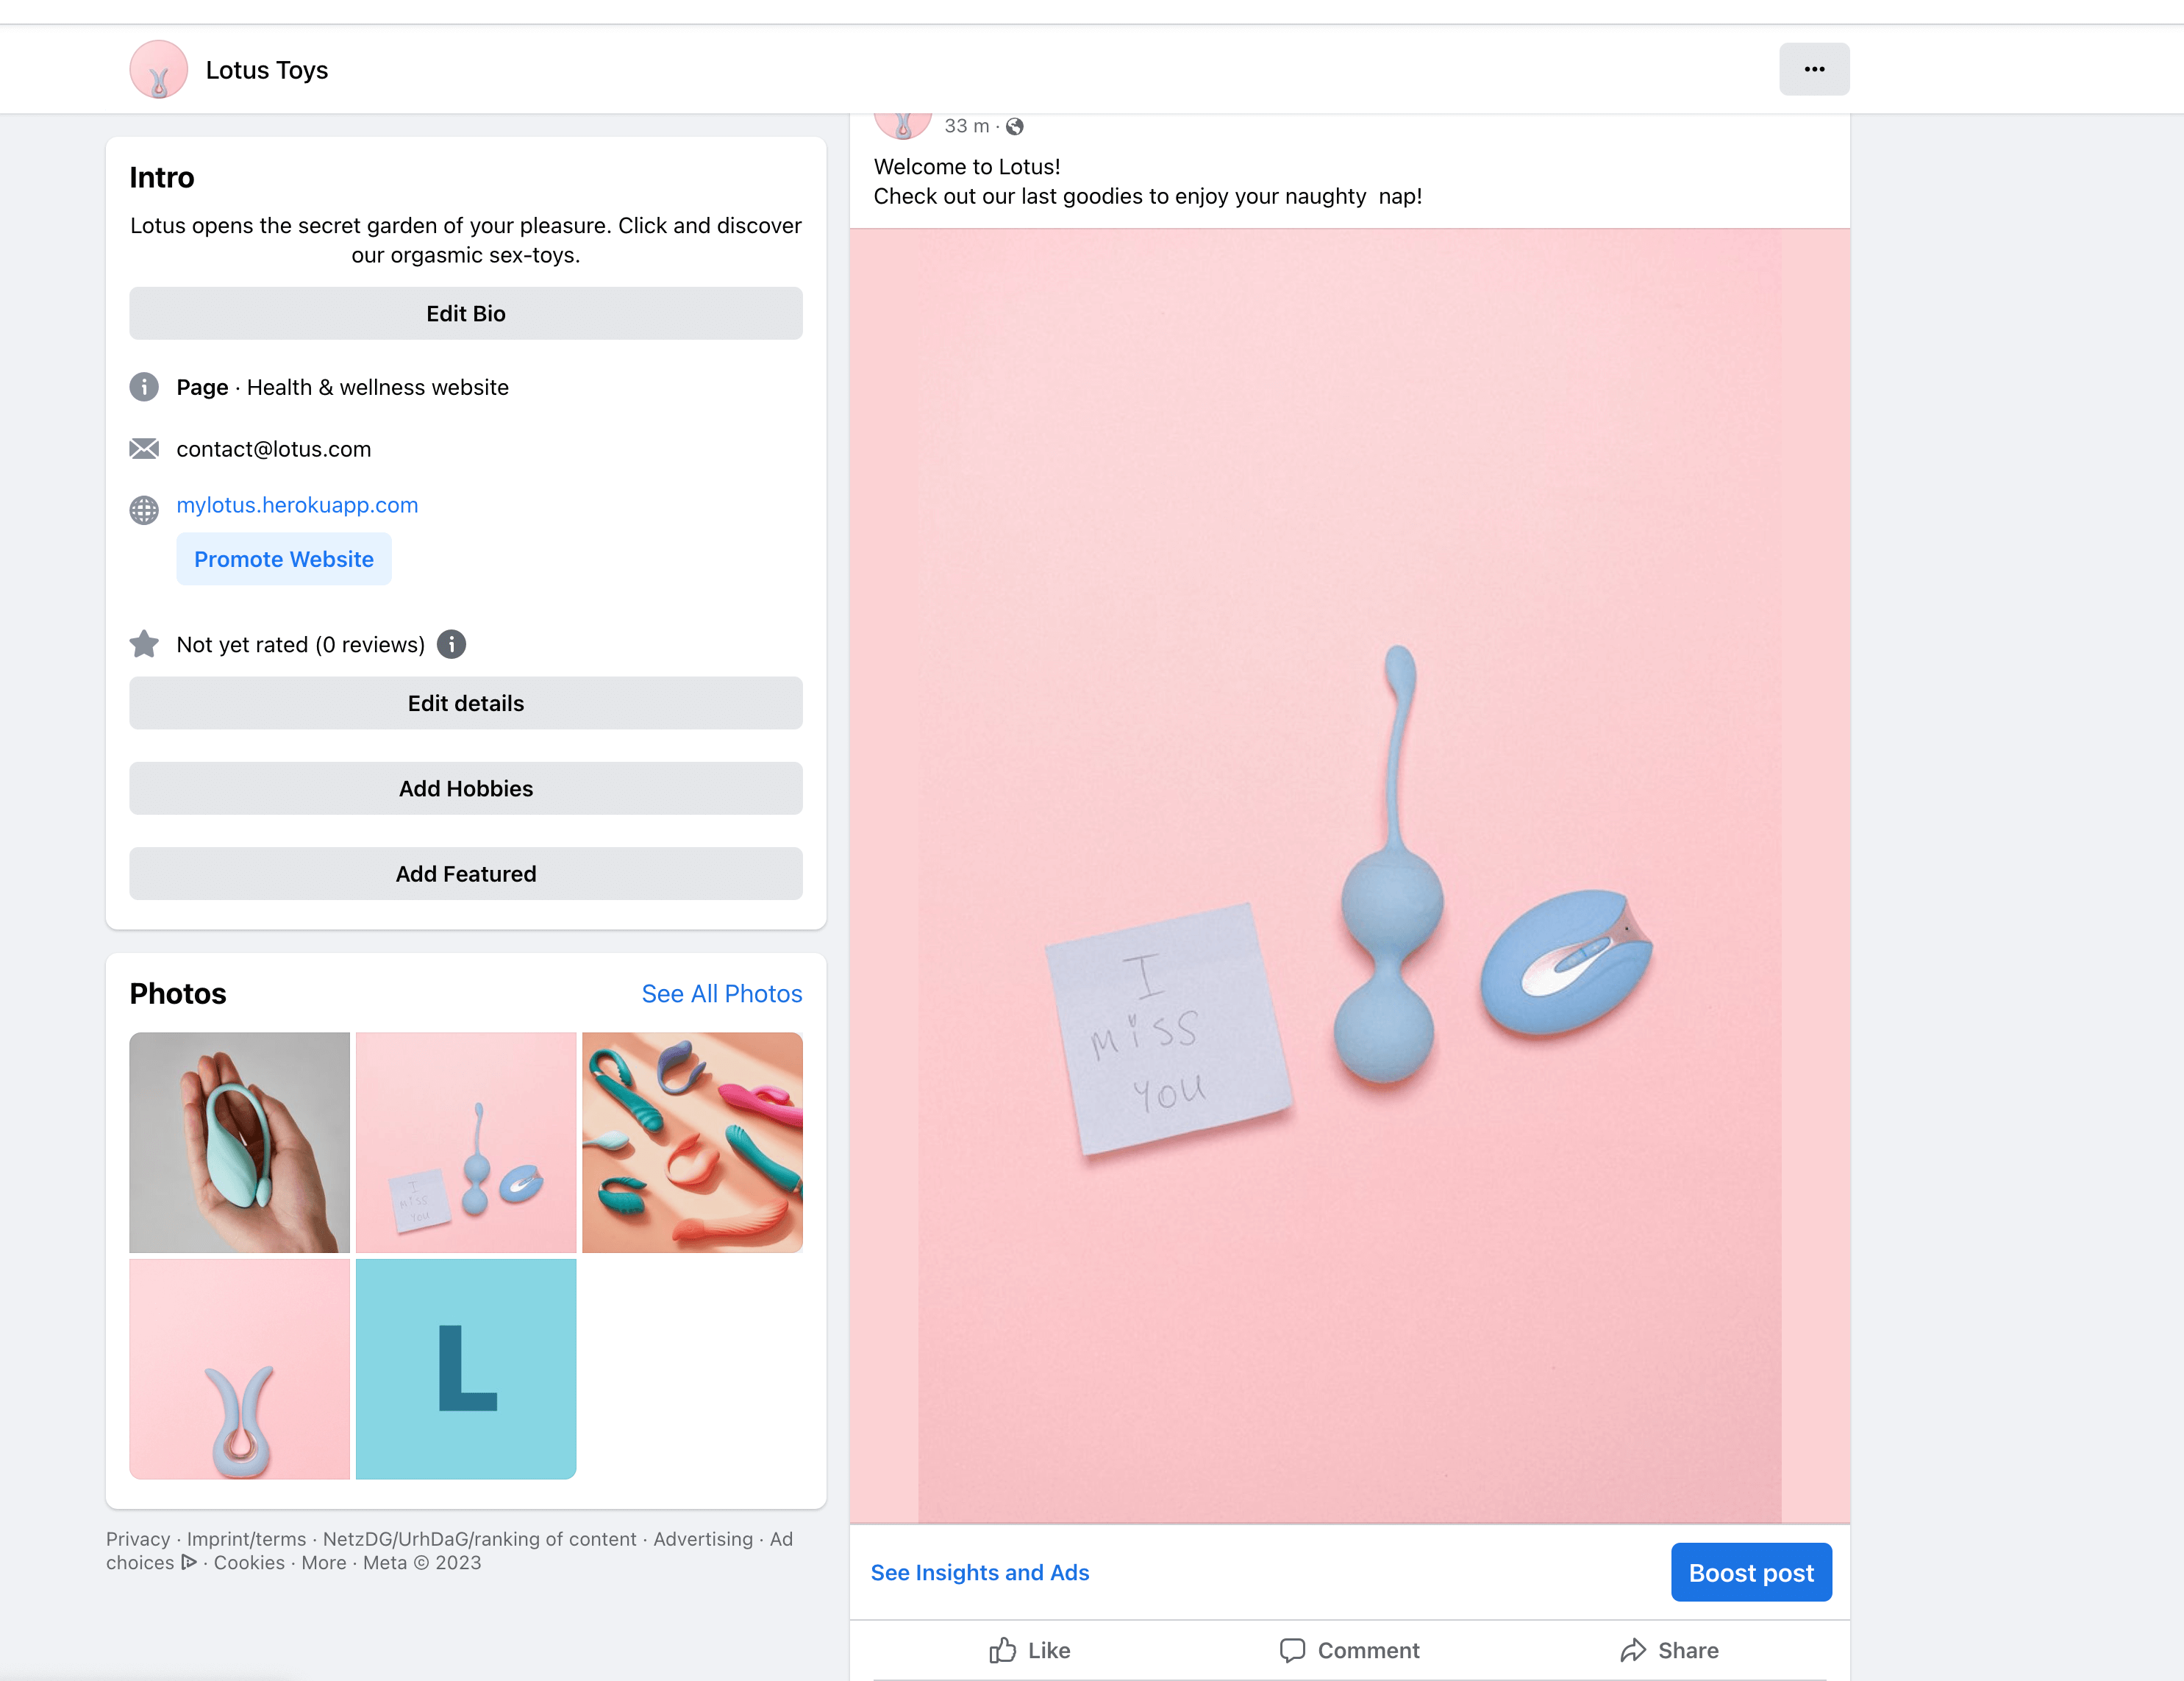 Lotus Toys
Intro
Lotus opens the secret garden of your pleasure. Click and discover
our orgasmic sex-toys.
Edit Bio
Page · Health & wellness website
contact@lotus.com
mylotus.herokuapp.com
Promote Website
Not yet rated (0 reviews)
Edit details
Add Hobbies
Add Featured
Photos
See All Photos
I
miss
you
L
Privacy · Imprint/terms · NetzDG/UrhDaG/ranking of content · Advertising · Ad
choices · Cookies · More · Meta © 2023
33 m ·
Welcome to Lotus!
Check out our last goodies to enjoy your naughty  nap!
I
miss
you
See Insights and Ads
Boost post
Like
Comment
Share